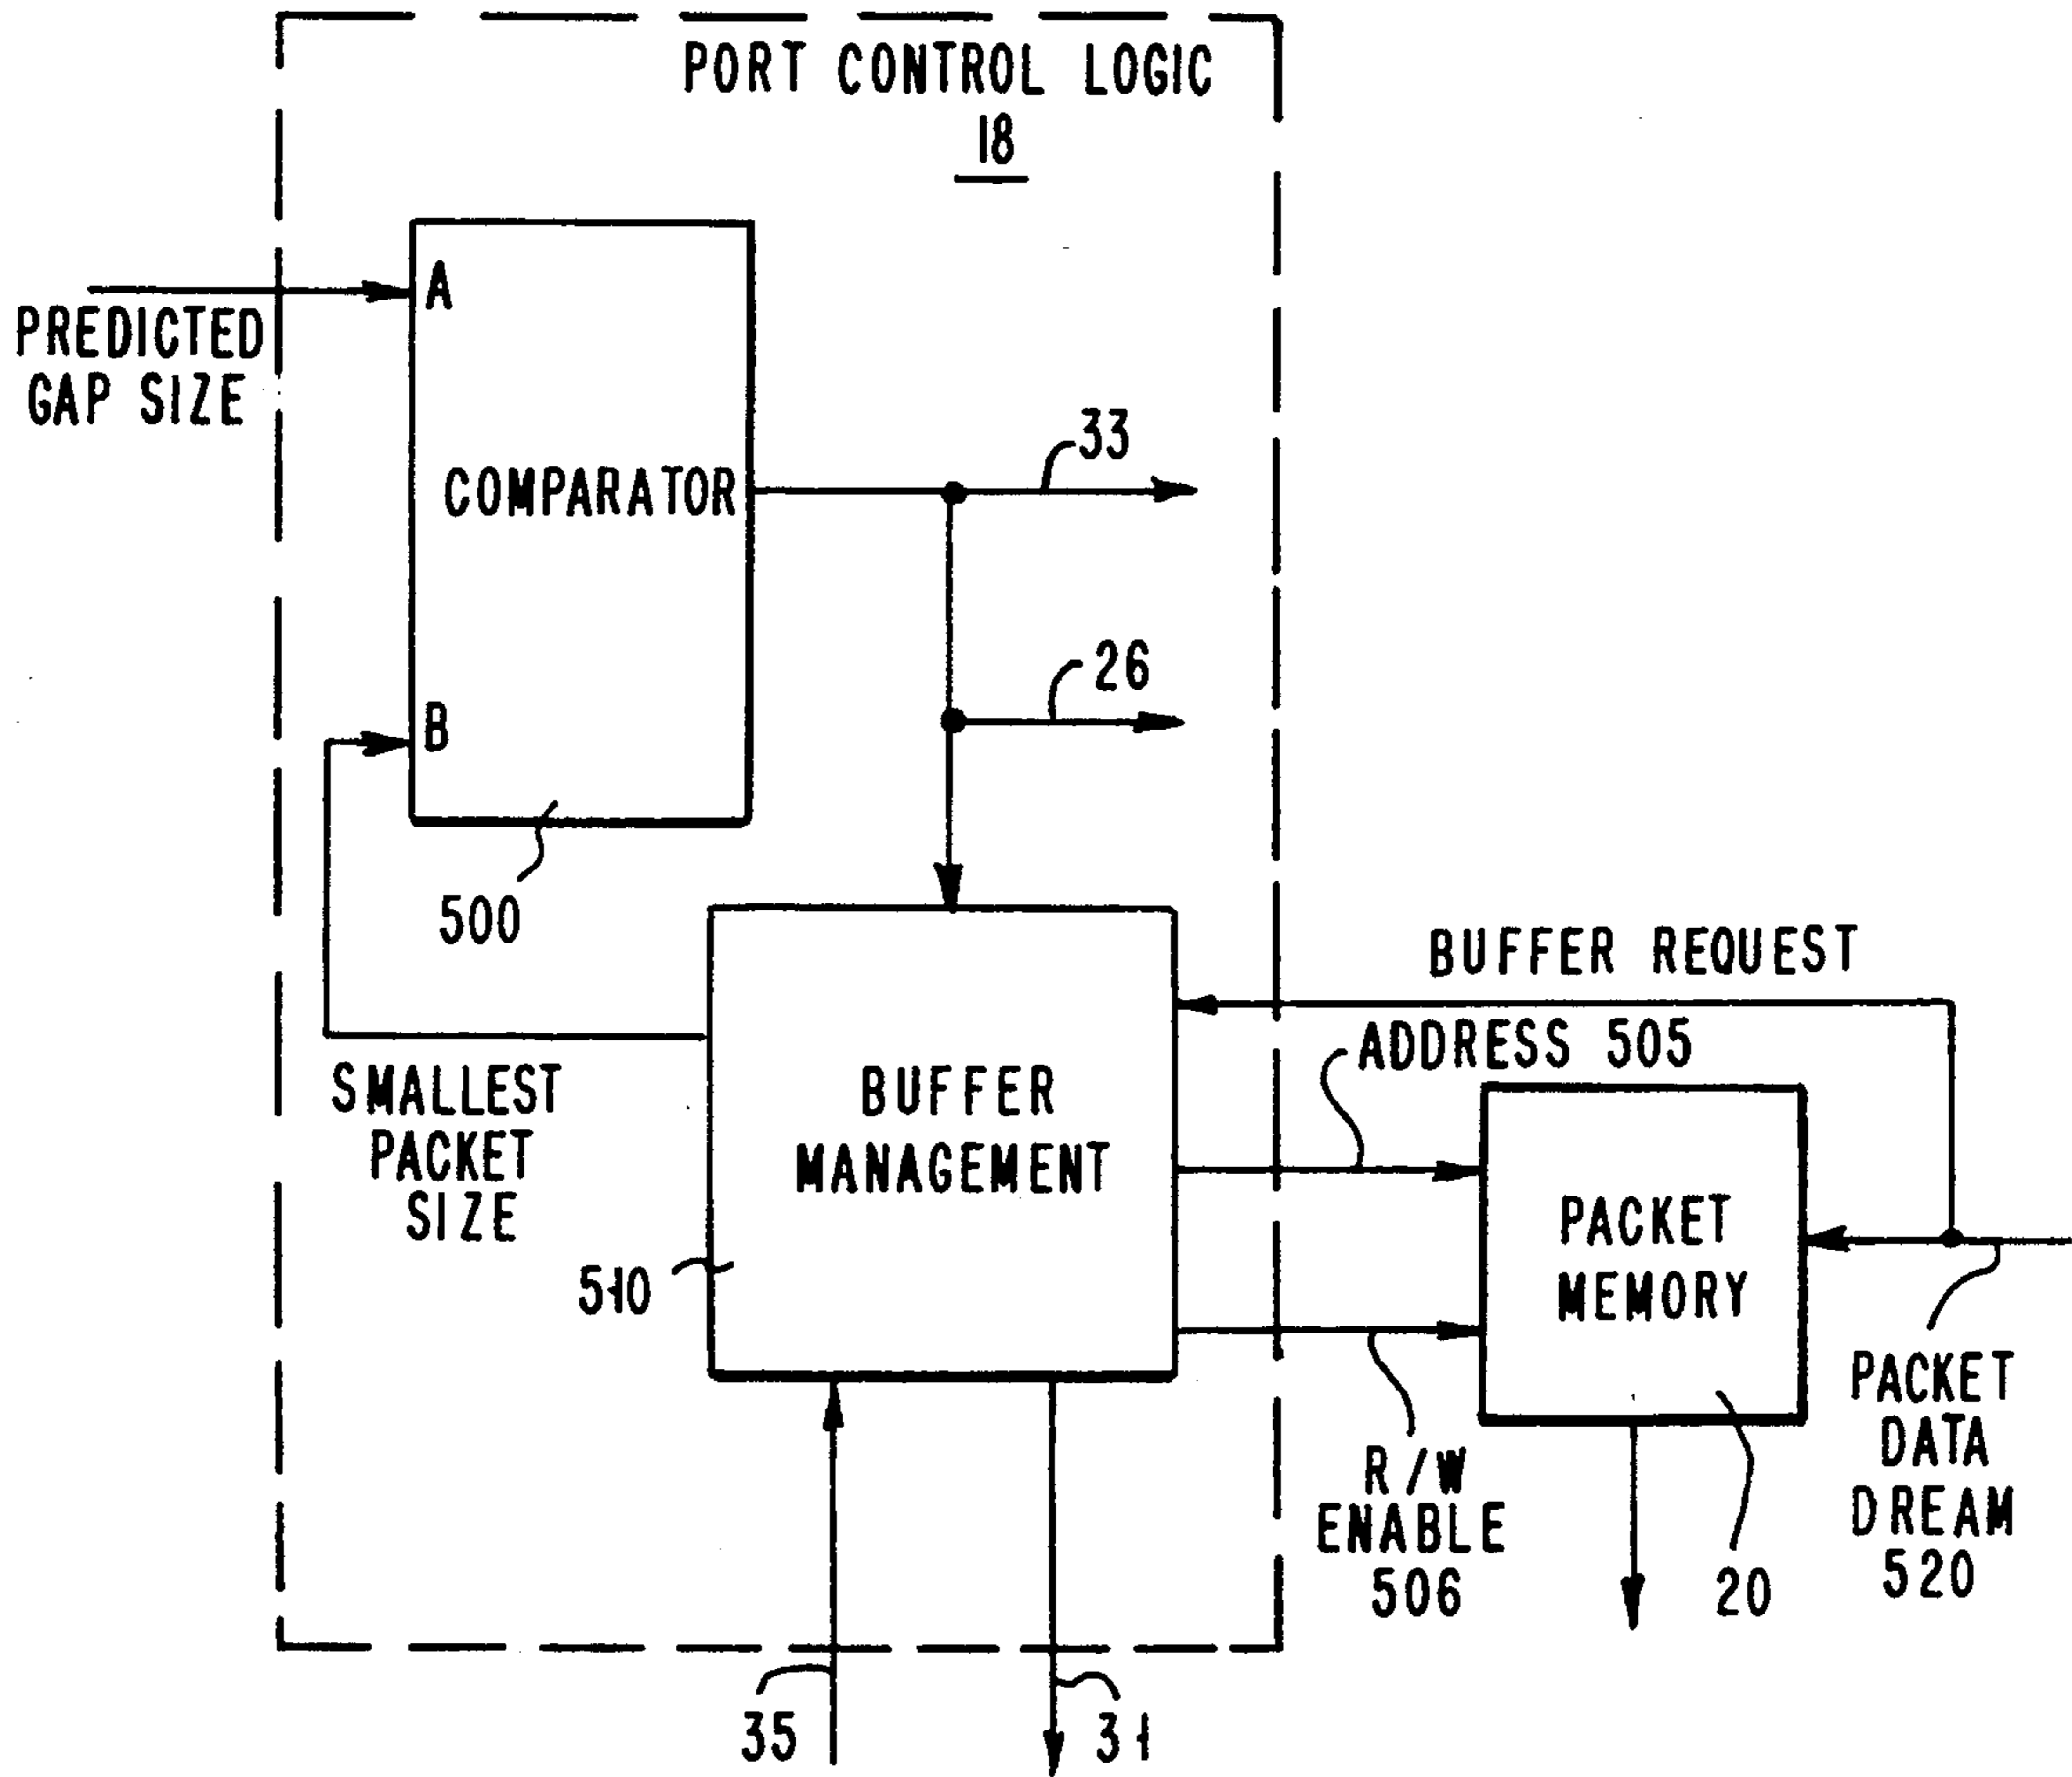 PORT CONTROL LOGIC
18
A
PREDICTED
GAP SIZE
33
COMPARATOR
26
B
500
BUFFER REQUEST
ADDRESS 505
SMALLEST
PACKET
SIZE
BUFFER
MANAGEMENT
PACKET
MEMORY
510
PACKET
DATA
DREAM
520
R/W
ENABLE
506
20
35
31